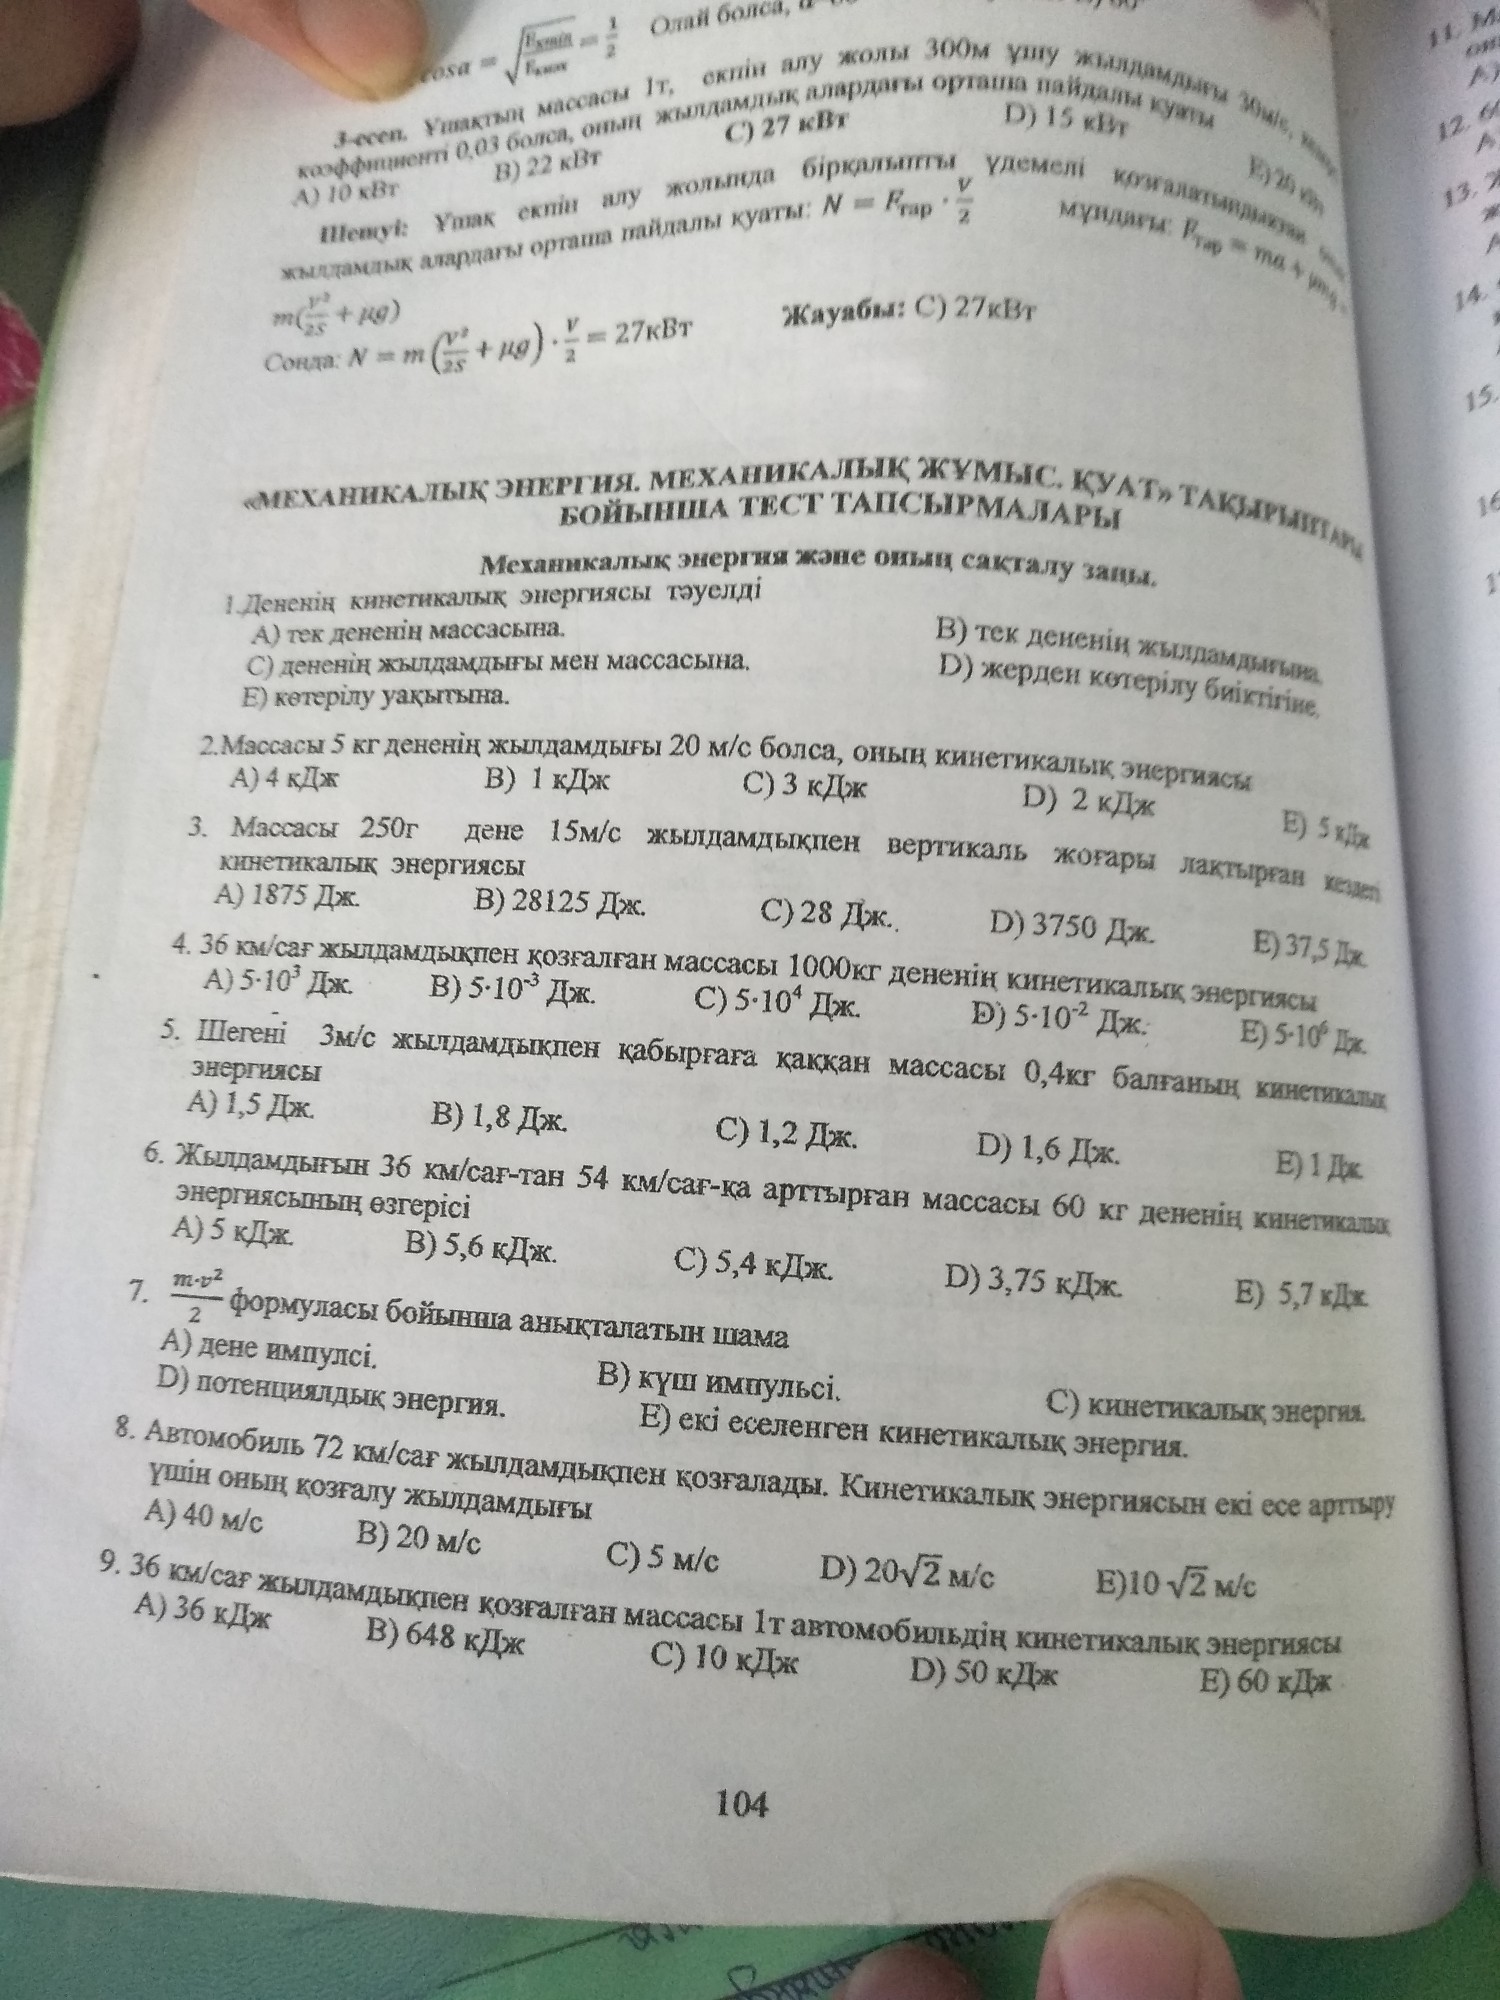 cosa = √(Eкmin/Eкmax) = 1/2 Олай болса,
3-есеп. Ұшақтың массасы 1т, екпін алу жолы 300м ұшу жылдамдығы 30м/с,
коэффициенті 0,03 болса, оның жылдамдық алардағы орташа пайдалы қуаты
A) 10 кВт B) 22 кВт C) 27 кВт D) 15 кВт E) 20 кВт
Шешуі: Ұшақ екпін алу жолында бірқалыпты үдемелі қозғалатындықтан
жылдамдық алардағы орташа пайдалы қуаты: N = Fтар · v/2 мұндағы: Fтар = ma + μmg =
m(v²/2S + μg)
Сонда: N = m (v²/2S + μg) · v/2 = 27кВт Жауабы: C) 27кВт
«МЕХАНИКАЛЫҚ ЭНЕРГИЯ. МЕХАНИКАЛЫҚ ЖҰМЫС. ҚУАТ» ТАҚЫРЫПТАРЫ
БОЙЫНША ТЕСТ ТАПСЫРМАЛАРЫ
Механикалық энергия және оның сақталу заңы.
1.Дененің кинетикалық энергиясы тәуелді
A) тек дененің массасына. B) тек дененің жылдамдығына.
C) дененің жылдамдығы мен массасына. D) жерден көтерілу биіктігіне.
E) көтерілу уақытына.
2.Массасы 5 кг дененің жылдамдығы 20 м/с болса, оның кинетикалық энергиясы
A) 4 кДж B) 1 кДж C) 3 кДж D) 2 кДж E) 5 кДж
3. Массасы 250г дене 15м/с жылдамдықпен вертикаль жоғары лақтырған кездегі
кинетикалық энергиясы
A) 1875 Дж. B) 28125 Дж. C) 28 Дж. D) 3750 Дж. E) 37,5 Дж.
4. 36 км/сағ жылдамдықпен қозғалған массасы 1000кг дененің кинетикалық энергиясы
A) 5·10³ Дж. B) 5·10⁻³ Дж. C) 5·10⁴ Дж. D) 5·10⁻² Дж. E) 5·10⁶ Дж.
5. Шегені 3м/с жылдамдықпен қабырғаға қаққан массасы 0,4кг балғаның кинетикалық
энергиясы
A) 1,5 Дж. B) 1,8 Дж. C) 1,2 Дж. D) 1,6 Дж. E) 1 Дж.
6. Жылдамдығын 36 км/сағ-тан 54 км/сағ-қа арттырған массасы 60 кг дененің кинетикалық
энергиясының өзгерісі
A) 5 кДж. B) 5,6 кДж. C) 5,4 кДж. D) 3,75 кДж. E) 5,7 кДж.
7. m·v²/2 формуласы бойынша анықталатын шама
A) дене импулсі. B) күш импульсі. C) кинетикалық энергия.
D) потенциялдық энергия. E) екі еселенген кинетикалық энергия.
8. Автомобиль 72 км/сағ жылдамдықпен қозғалады. Кинетикалық энергиясын екі есе арттыру
үшін оның қозғалу жылдамдығы
A) 40 м/с B) 20 м/с C) 5 м/с D) 20√2 м/с E)10 √2 м/с
9. 36 км/сағ жылдамдықпен қозғалған массасы 1т автомобильдің кинетикалық энергиясы
A) 36 кДж B) 648 кДж C) 10 кДж D) 50 кДж E) 60 кДж
104
11.
12.
13.
14.
15.